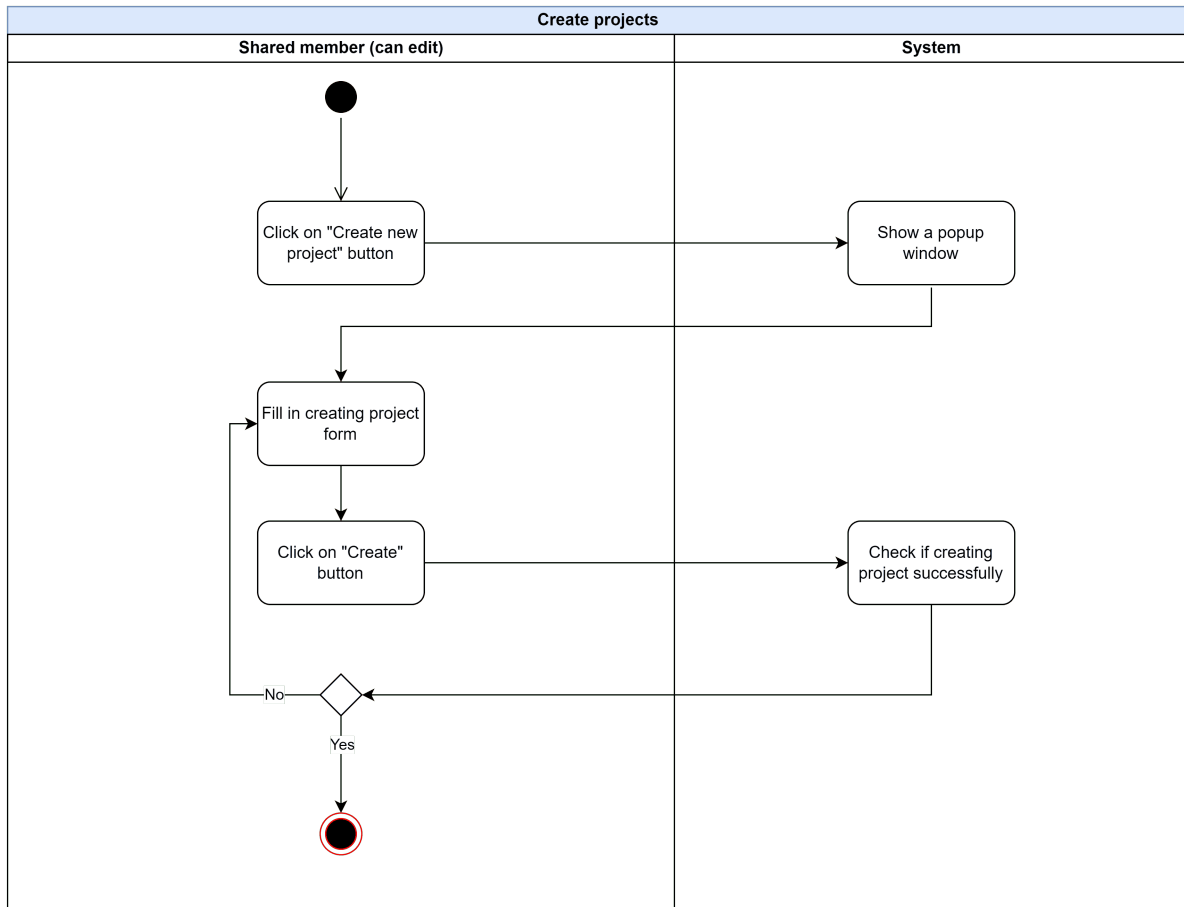 Create projects
Shared member (can edit)
System
Click on "Create new
project" button
Show a popup
window
Fill in creating project
form
Click on "Create"
button
Check if creating
project successfully
No
Yes